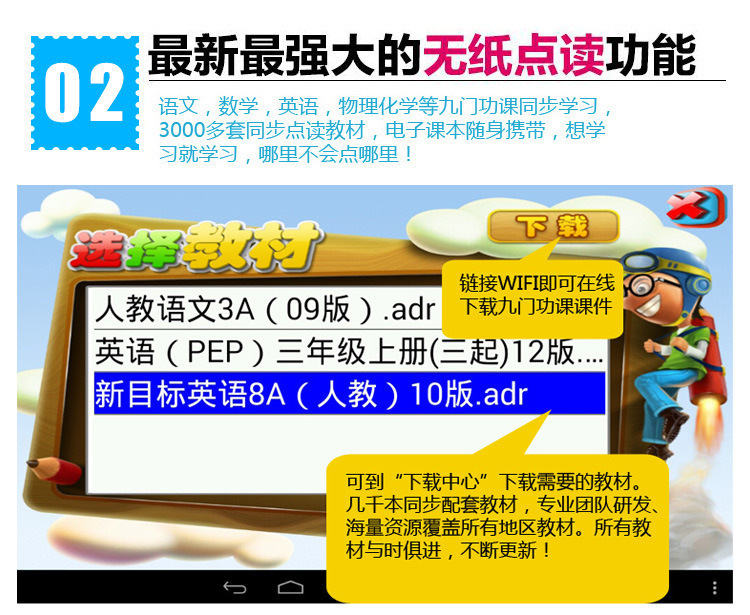 02
最新最强大的无纸点读功能
语文，数学，英语，物理化学等九门功课同步学习，
3000多套同步点读教材，电子课本随身携带，想学
习就学习，哪里不会点哪里！
选择教材
下载
链接WIFI即可在线
下载九门功课课件
人教语文3A（09版）.adr
英语（PEP）三年级上册(三起)12版....
新目标英语8A（人教）10版.adr
可到“下载中心”下载需要的教材。
几千本同步配套教材，专业团队研发、
海量资源覆盖所有地区教材。所有教
材与时俱进，不断更新！